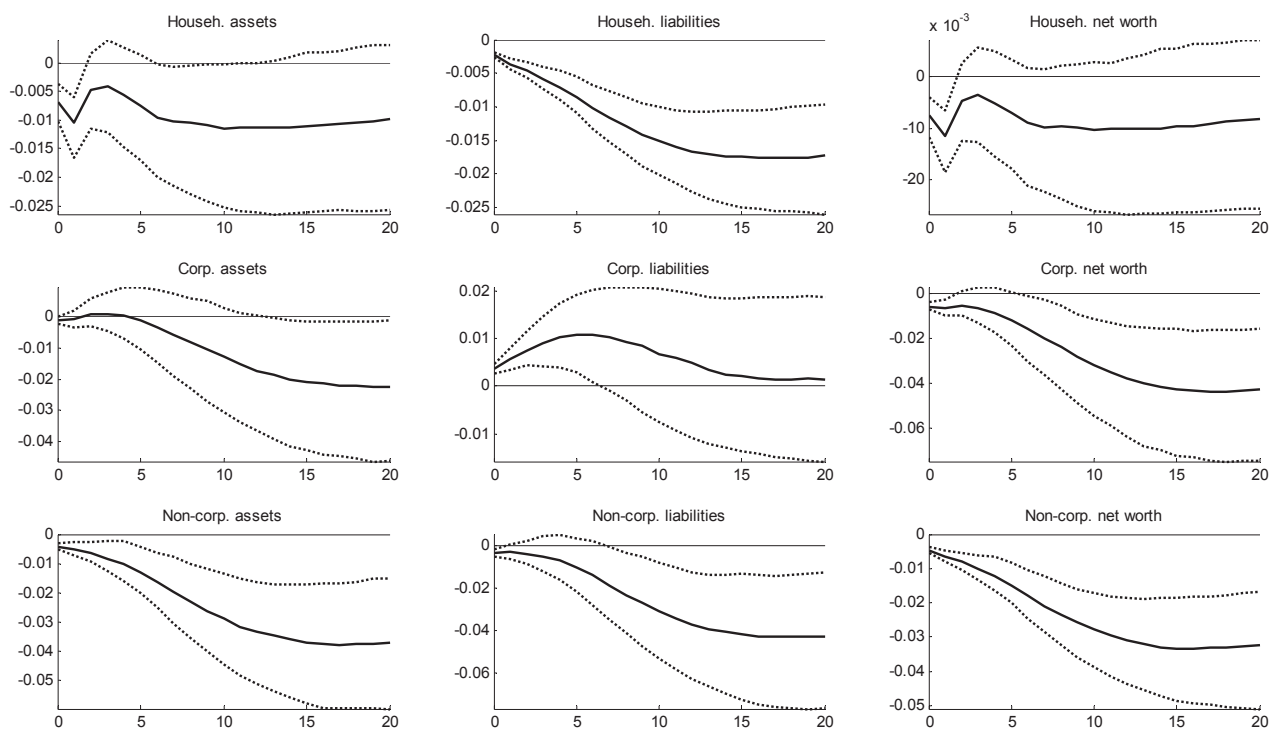 Househ. assets
Househ. liabilities
x 10-3
Househ. net worth
0
-0.005
-0.01
-0.015
-0.02
-0.025
0 5 10 15 20
0
-0.005
-0.01
-0.015
-0.02
-0.025
0 5 10 15 20
0
-10
-20
0 5 10 15 20
Corp. assets
Corp. liabilities
Corp. net worth
0
-0.01
-0.02
-0.03
-0.04
0 5 10 15 20
0.02
0.01
0
-0.01
0 5 10 15 20
0
-0.02
-0.04
-0.06
0 5 10 15 20
Non-corp. assets
Non-corp. liabilities
Non-corp. net worth
0
-0.01
-0.02
-0.03
-0.04
-0.05
0 5 10 15 20
0
-0.02
-0.04
-0.06
0 5 10 15 20
0
-0.01
-0.02
-0.03
-0.04
-0.05
0 5 10 15 20